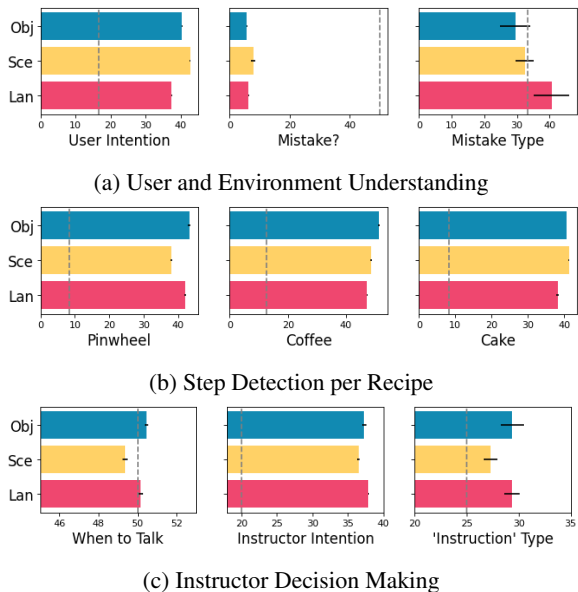 Obj
Sce
Lan
0 10 20 30 40
User Intention
0 20 40
Mistake?
0 10 20 30 40
Mistake Type
(a) User and Environment Understanding
Obj
Sce
Lan
0 20 40
Pinwheel
0 20 40
Coffee
0 10 20 30 40
Cake
(b) Step Detection per Recipe
Obj
Sce
Lan
46 48 50 52
When to Talk
20 25 30 35 40
Instructor Intention
20 25 30 35
'Instruction' Type
(c) Instructor Decision Making